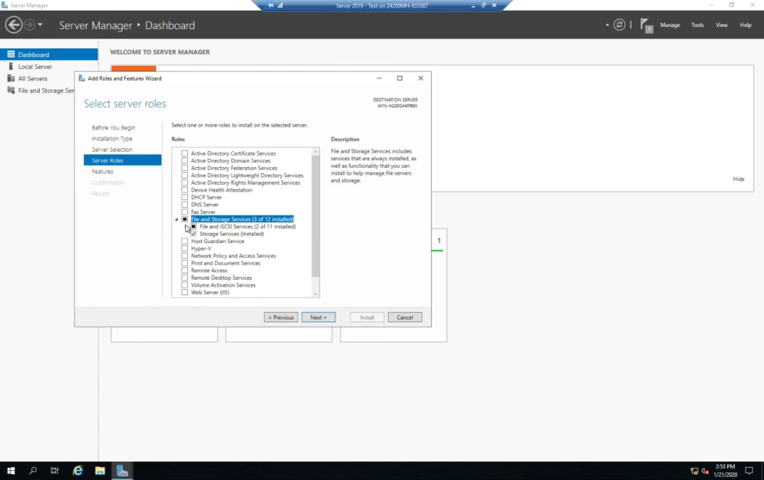 Server Manager
Server 2019 - Test on 24200MH-633367
Server Manager • Dashboard
Manage Tools View Help
1
Dashboard
Local Server
All Servers
File and Storage Ser
WELCOME TO SERVER MANAGER
Hide
1
Add Roles and Features Wizard
Select server roles
DESTINATION SERVER
Before You Begin
Installation Type
Server Selection
Server Roles
Features
Confirmation
Results
Select one or more roles to install on the selected server.
Roles
Active Directory Certificate Services
Active Directory Domain Services
Active Directory Federation Services
Active Directory Lightweight Directory Services
Active Directory Rights Management Services
Device Health Attestation
DHCP Server
DNS Server
Fax Server
File and Storage Services (3 of 12 installed)
File and iSCSI Services (2 of 11 installed)
Storage Services (Installed)
Host Guardian Service
Hyper-V
Network Policy and Access Services
Print and Document Services
Remote Access
Remote Desktop Services
Volume Activation Services
Web Server (IIS)
Description
File and Storage Services includes
services that are always installed, as
well as functionality that you can
install to help manage file servers
and storage.
< Previous
Next >
Install
Cancel
2:53 PM
1/21/2020